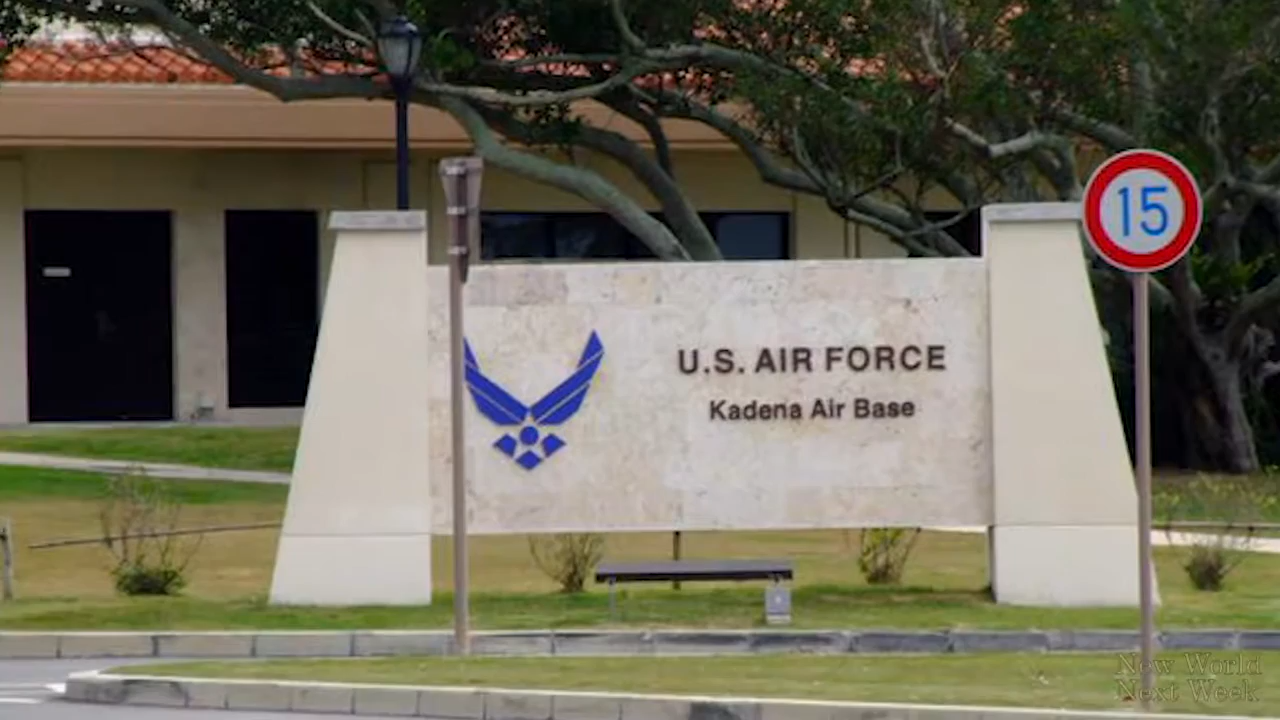 15
U.S. AIR FORCE
Kadena Air Base
New World
Next Week